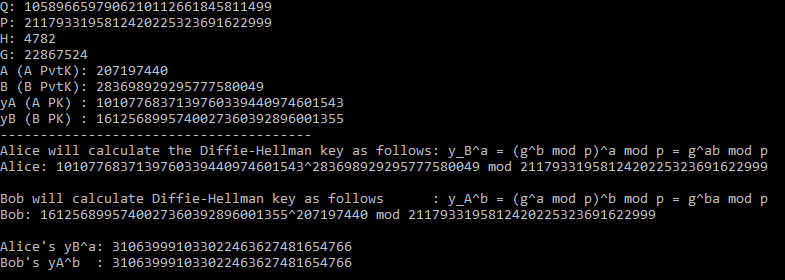 Q: 1058966597906210112661845811499
P: 2117933195812420225323691622999
H: 4782
G: 22867524
A (A PvtK): 207197440
B (B PvtK): 283698929295777580049
yA (A PK) : 1010776837139760339440974601543
yB (B PK) : 1612568995740027360392896001355
--------------------------------------
Alice will calculate the Diffie-Hellman key as follows: y_B^a = (g^b mod p)^a mod p = g^ab mod p
Alice: 1010776837139760339440974601543^283698929295777580049 mod 2117933195812420225323691622999
Bob will calculate Diffie-Hellman key as follows      : y_A^b = (g^a mod p)^b mod p = g^ba mod p
Bob: 1612568995740027360392896001355^207197440 mod 2117933195812420225323691622999
Alice's yB^a: 310639991033022463627481654766
Bob's yA^b  : 310639991033022463627481654766